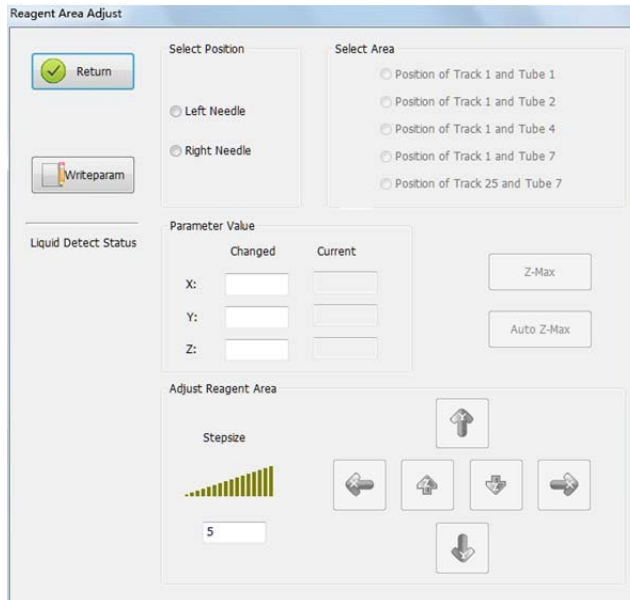 Reagent Area Adjust
Return
Writeparam
Liquid Detect Status
Select Position
Left Needle
Right Needle
Select Area
Position of Track 1 and Tube 1
Position of Track 1 and Tube 2
Position of Track 1 and Tube 4
Position of Track 1 and Tube 7
Position of Track 25 and Tube 7
Parameter Value
Changed Current
X:
Y:
Z:
Z-Max
Auto Z-Max
Adjust Reagent Area
Stepsize
5
Y
X Z Z X
Y